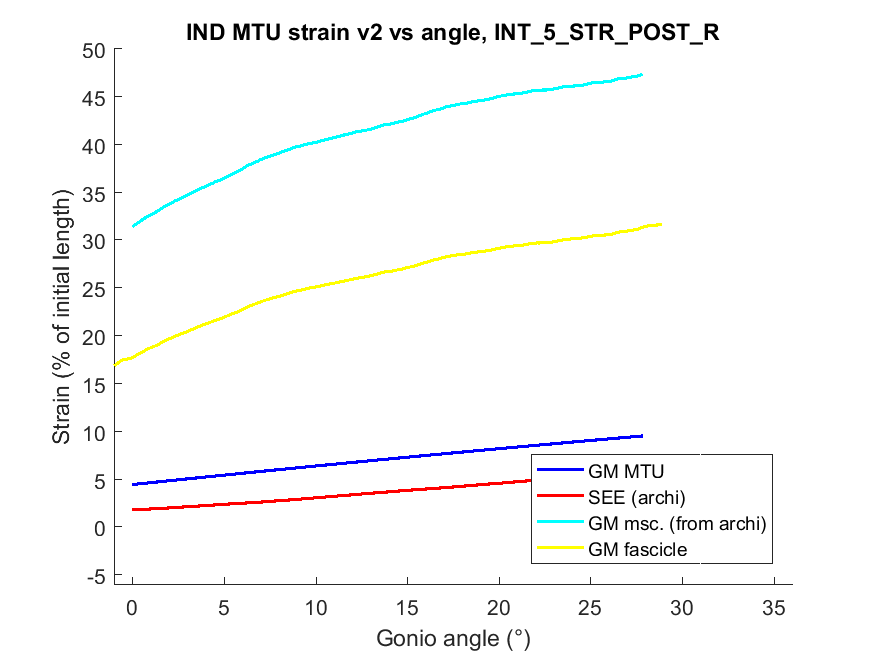 IND MTU strain v2 vs angle, INT_5_STR_POST_R
50
45
40
35
30
25
20
15
10
5
0
-5
Strain (% of initial length)
GM MTU
SEE (archi)
GM msc. (from archi)
GM fascicle
0 5 10 15 20 25 30 35
Gonio angle (°)